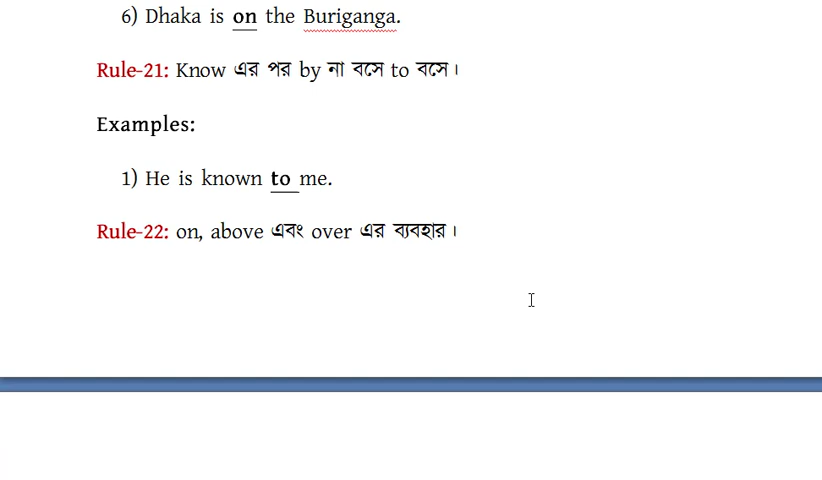 6) Dhaka is on the Buriganga.
Rule-21: Know এর পর by না বসে to বসে।
Examples:
1) He is known to me.
Rule-22: on, above এবং over এর ব্যবহার।